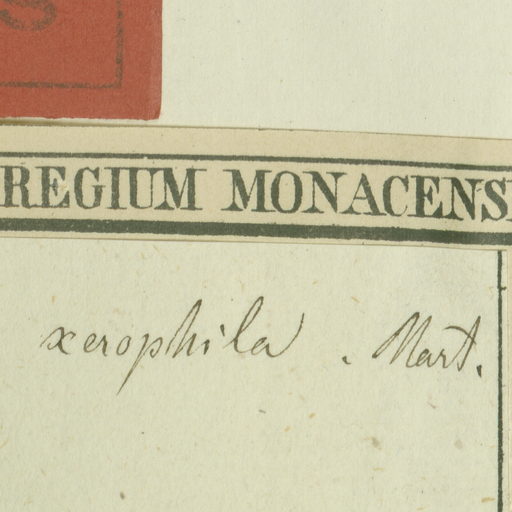 REGIUM MONACENS
xerophila . Mart.